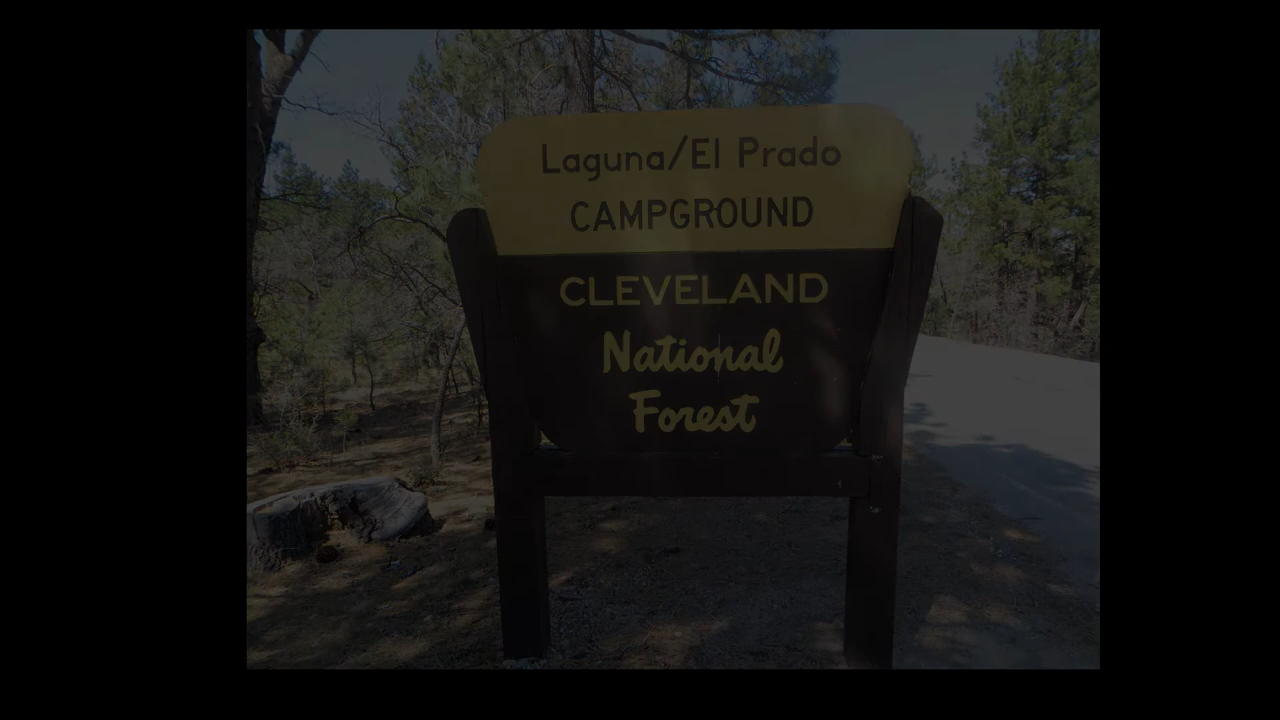 Laguna/El Prado
CAMPGROUND
CLEVELAND
National
Forest